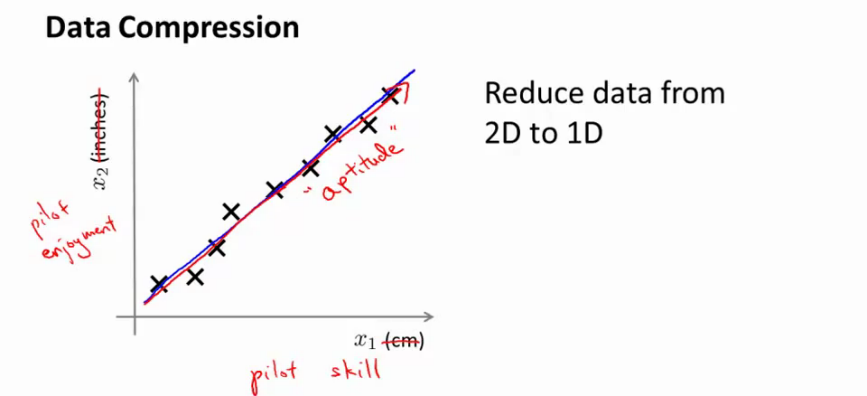 Data Compression
Reduce data from
2D to 1D
x₂ (inches)
pilot
enjoyment
"aptitude"
x₁ (cm)
pilot skill